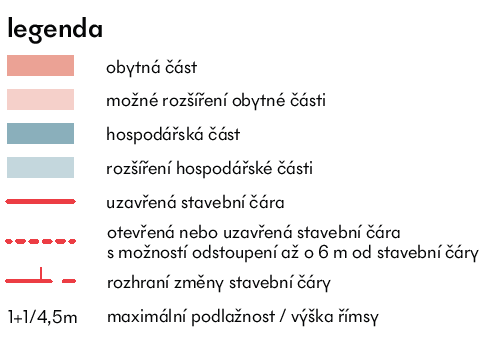 legenda
obytná část
možné rozšíření obytné části
hospodářská část
rozšíření hospodářské části
uzavřená stavební čára
otevřená nebo uzavřená stavební čára
s možností odstoupení až o 6 m od stavební čáry
rozhraní změny stavební čáry
1+1/4,5m maximální podlažnost / výška římsy